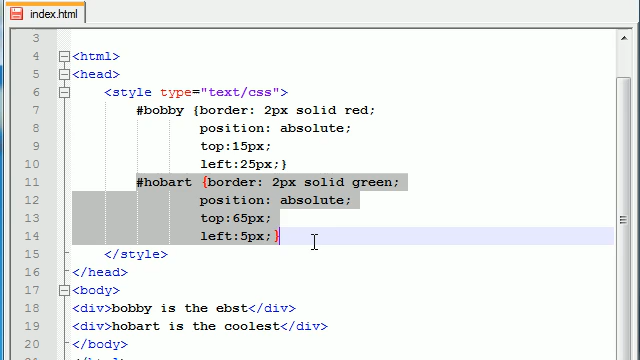 index.html
3
4 <html>
5 <head>
6 <style type="text/css">
7 #bobby {border: 2px solid red;
8 position: absolute;
9 top:15px;
10 left:25px;}
11 #hobart {border: 2px solid green;
12 position: absolute;
13 top:65px;
14 left:5px;}
15 </style>
16 </head>
17 <body>
18 <div>bobby is the ebst</div>
19 <div>hobart is the coolest</div>
20 </body>